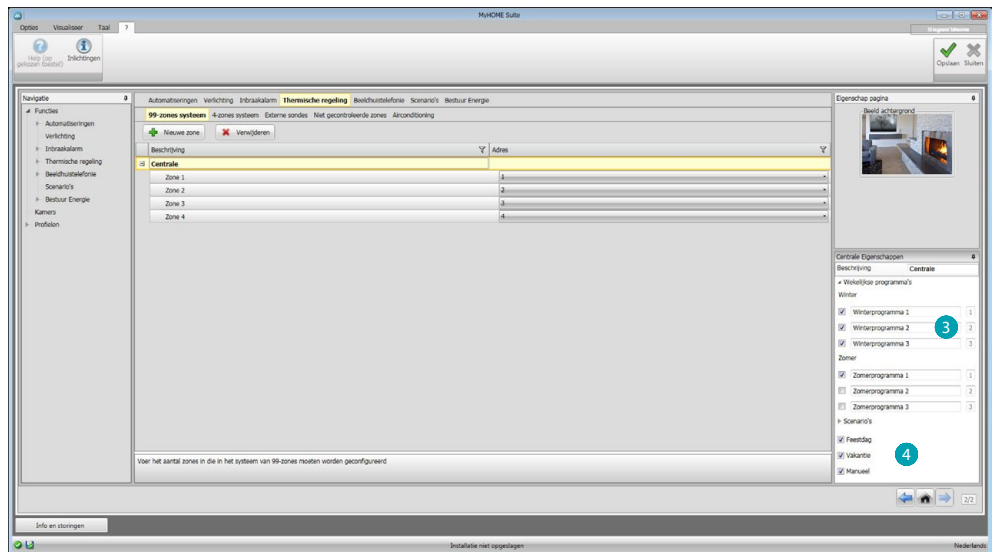 MyHOME Suite
Opties Visualiseer Taal ?
Help (op gekozen toestel)
Inlichtingen
Opslaan Sluiten
Navigatie
Functies
Automatiseringen
Verlichting
Inbraakalarm
Thermische regeling
Beeldhuistelefonie
Scenario's
Bestuur Energie
Kamers
Profielen
Automatiseringen Verlichting Inbraakalarm Thermische regeling Beeldhuistelefonie Scenario's Bestuur Energie
99-zones systeem 4-zones systeem Externe sondes Niet gecontroleerde zones Airconditioning
Nieuwe zone Verwijderen
Beschrijving Adres
Centrale
Zone 1 1
Zone 2 2
Zone 3 3
Zone 4 4
Voer het aantal zones in die in het systeem van 99-zones moeten worden geconfigureerd
Eigenschap pagina
Beeld achtergrond
Centrale Eigenschappen
Beschrijving Centrale
Wekelijkse programma's
Winter
Winterprogramma 1 1
Winterprogramma 2 2
Winterprogramma 3 3
3
Zomer
Zomerprogramma 1 1
Zomerprogramma 2 2
Zomerprogramma 3 3
Scenario's
Feestdag
Vakantie
Manueel
4
2/2
Info en storingen
Installatie niet opgeslagen
Nederlands